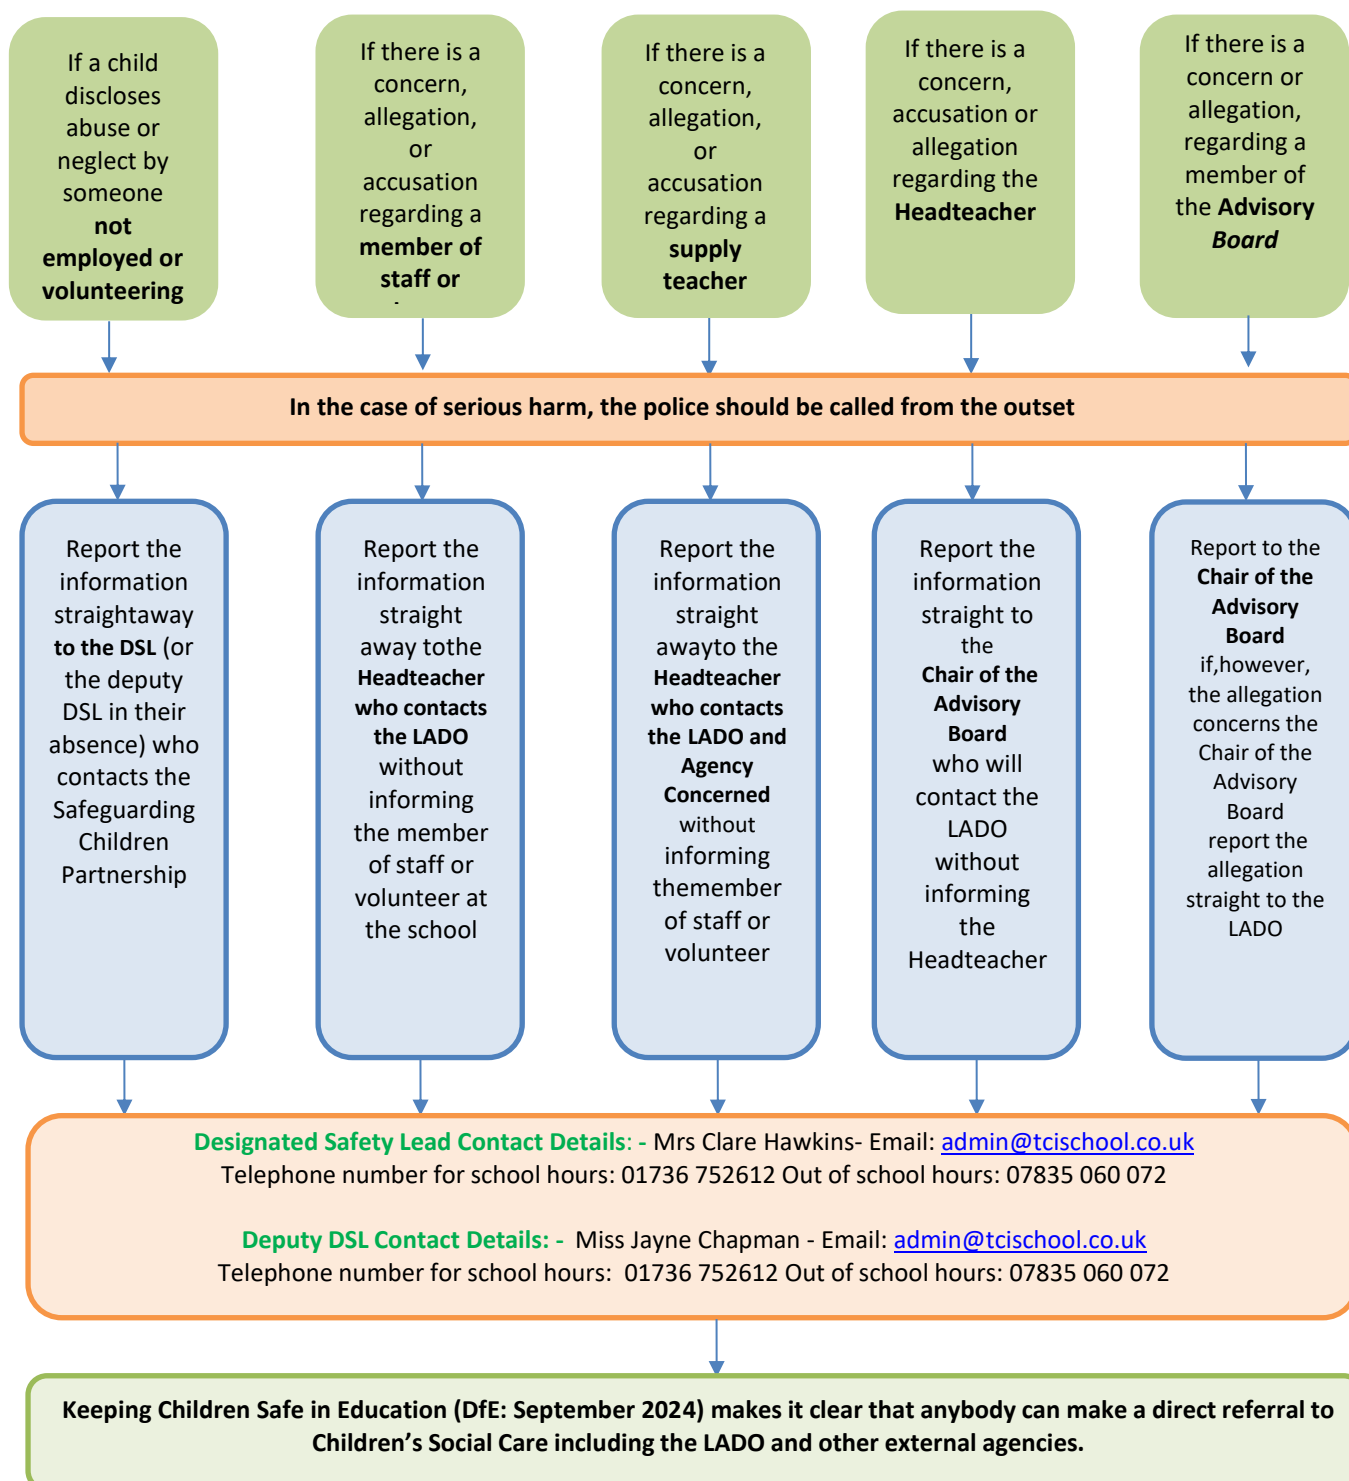 If a child
discloses
abuse or
neglect by
someone
not
employed or
volunteering
If there is a
concern,
allegation,
or
accusation
regarding a
member of
staff or
If there is a
concern,
allegation,
or
accusation
regarding a
supply
teacher
If there is a
concern,
accusation or
allegation
regarding the
Headteacher
If there is a
concern or
allegation,
regarding a
member of
the Advisory
Board
In the case of serious harm, the police should be called from the outset
Report the
information
straightaway
to the DSL (or
the deputy
DSL in their
absence) who
contacts the
Safeguarding
Children
Partnership
Report the
information
straight
away tothe
Headteacher
who contacts
the LADO
without
informing
the member
of staff or
volunteer at
the school
Report the
information
straight
awayto the
Headteacher
who contacts
the LADO and
Agency
Concerned
without
informing
themember
of staff or
volunteer
Report the
information
straight to
the
Chair of the
Advisory
Board
who will
contact the
LADO
without
informing
the
Headteacher
Report to the
Chair of the
Advisory
Board
if,however,
the allegation
concerns the
Chair of the
Advisory
Board
report the
allegation
straight to the
LADO
Designated Safety Lead Contact Details: - Mrs Clare Hawkins- Email: admin@tcischool.co.uk
Telephone number for school hours: 01736 752612 Out of school hours: 07835 060 072
Deputy DSL Contact Details: - Miss Jayne Chapman - Email: admin@tcischool.co.uk
Telephone number for school hours: 01736 752612 Out of school hours: 07835 060 072
Keeping Children Safe in Education (DfE: September 2024) makes it clear that anybody can make a direct referral to
Children’s Social Care including the LADO and other external agencies.